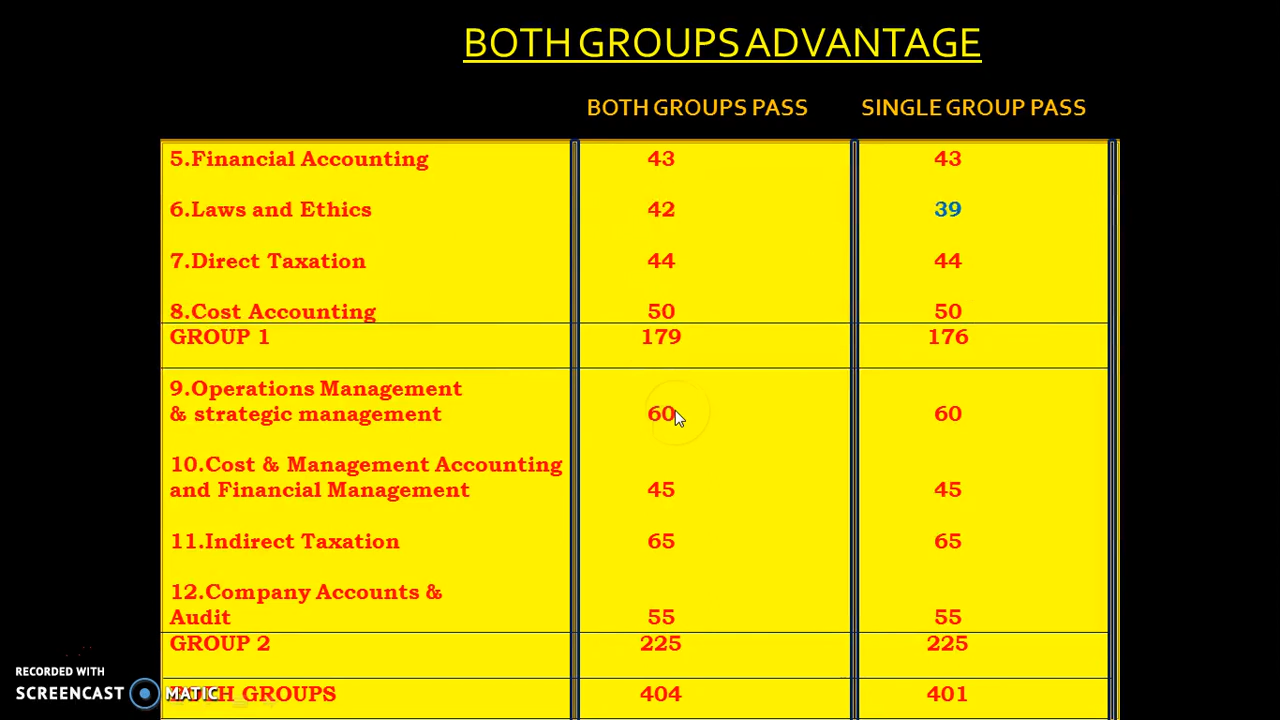 BOTH GROUPS ADVANTAGE
BOTH GROUPS PASS SINGLE GROUP PASS
5.Financial Accounting 43 43
6.Laws and Ethics 42 39
7.Direct Taxation 44 44
8.Cost Accounting 50 50
GROUP 1 179 176
9.Operations Management
& strategic management 60 60
10.Cost & Management Accounting
and Financial Management 45 45
11.Indirect Taxation 65 65
12.Company Accounts &
Audit 55 55
GROUP 2 225 225
GROUPS 404 401
RECORDED WITH
SCREENCAST MATIC